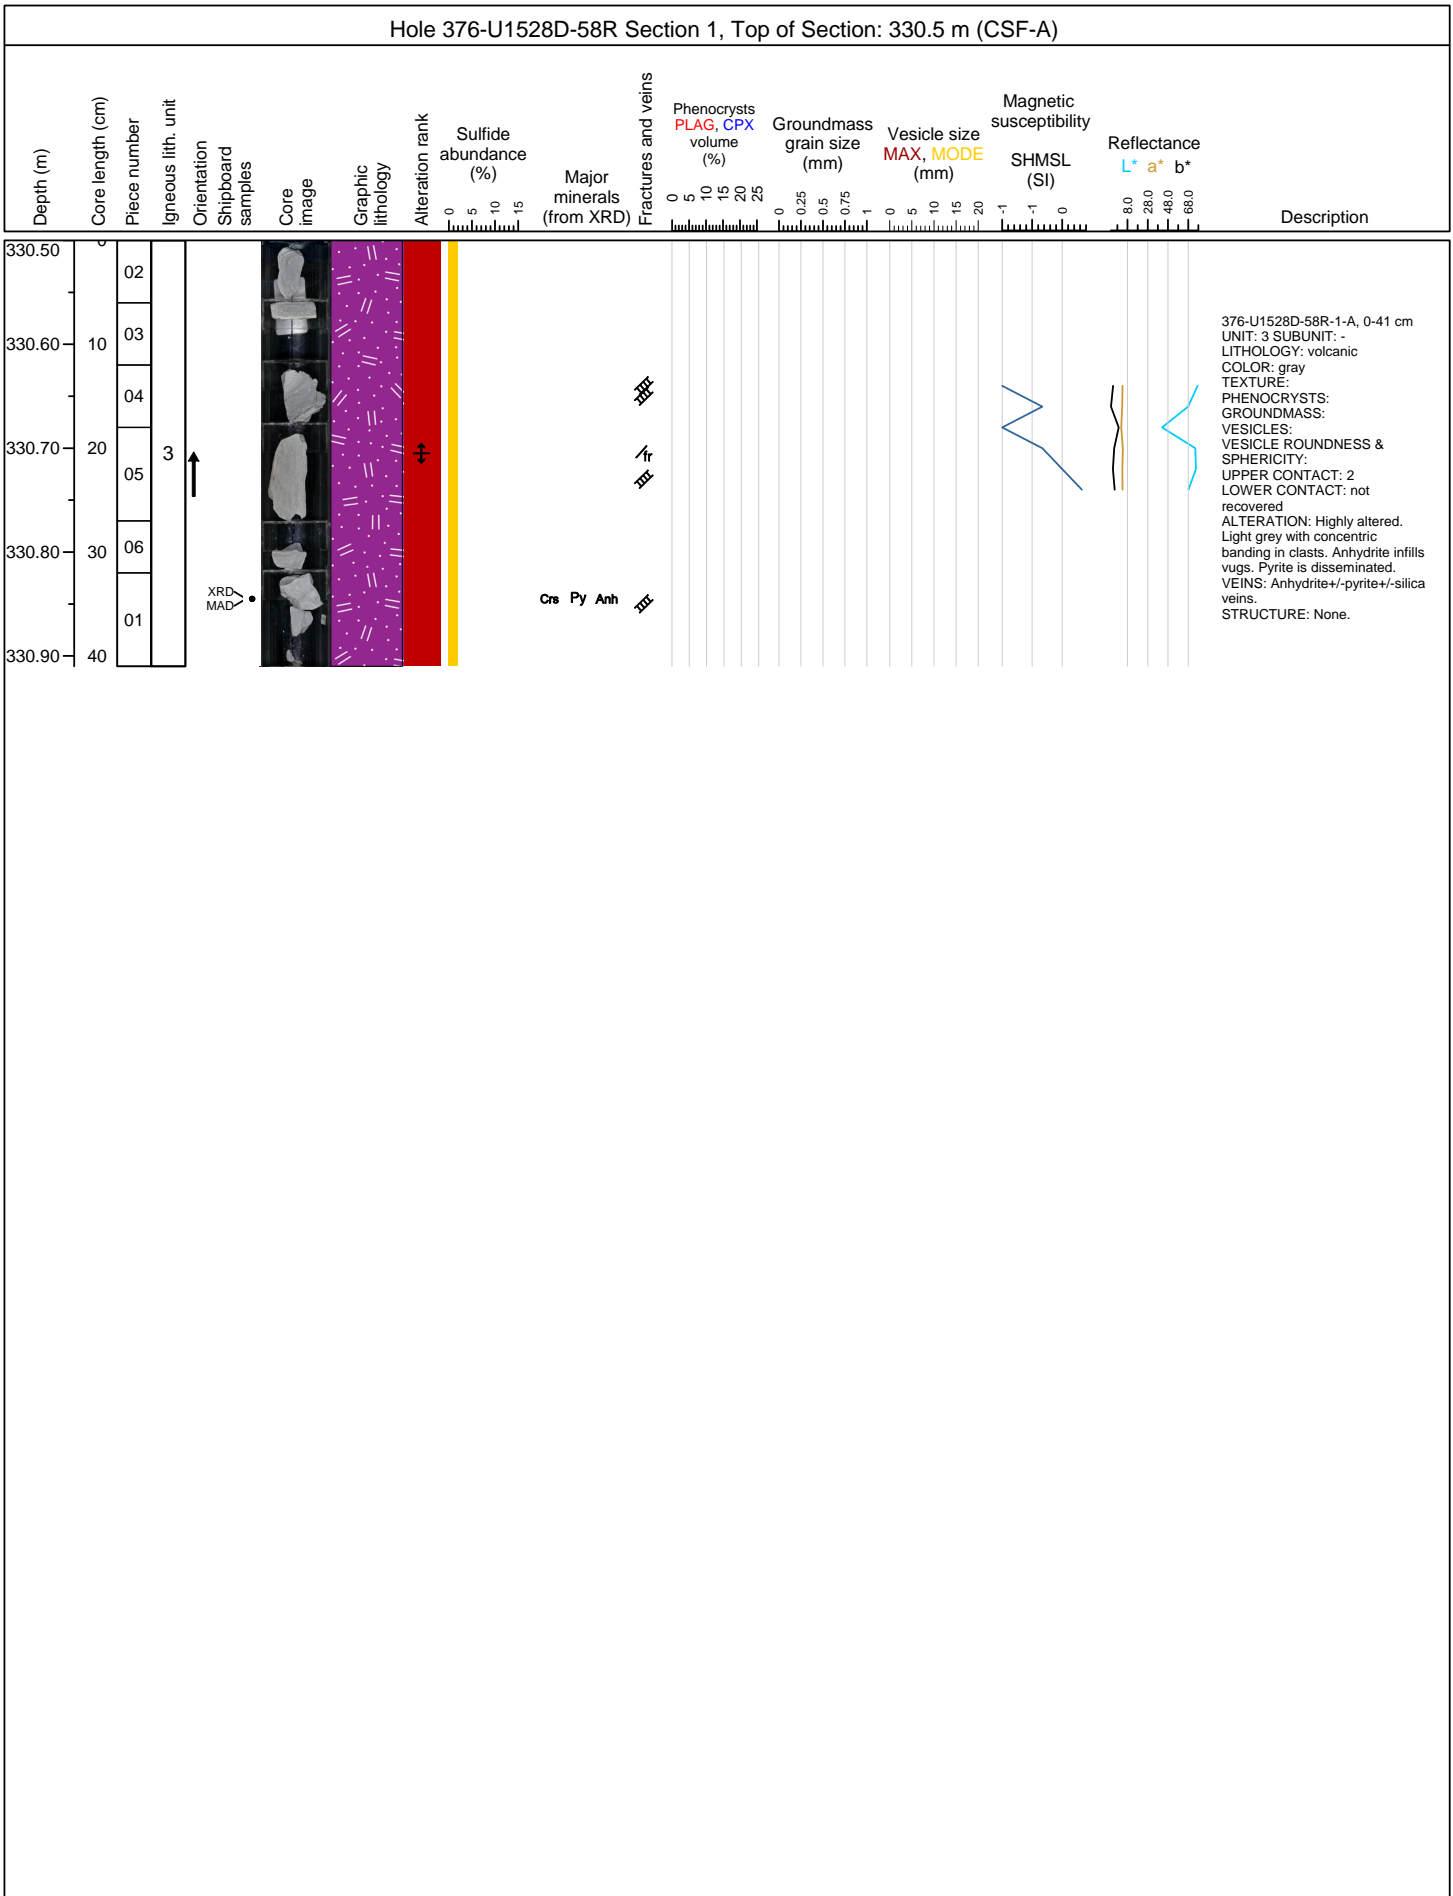 Hole 376-U1528D-58R Section 1, Top of Section: 330.5 m (CSF-A)
Depth (m)
Core length (cm)
Piece number
Igneous lith. unit
Orientation
Shipboard
samples
Core
image
Graphic
lithology
Alteration rank
Sulfide
abundance
(%)
0 5 10 15
Major
minerals
(from XRD)
Fractures and veins
Phenocrysts
PLAG, CPX
volume
(%)
0 5 10 15 20 25
Groundmass
grain size
(mm)
0 0.25 0.5 0.75 1
Vesicle size
MAX, MODE
(mm)
0 5 10 15 20
Magnetic
susceptibility
SHMSL
(SI)
-1 -1 0
Reflectance
L* a* b*
8.0 28.0 48.0 68.0
Description
330.50 0
02
330.60 10
03
04
330.70 20
05
330.80 30
06
01
330.90 40
3
XRD
MAD
Crs Py Anh
fr
376-U1528D-58R-1-A, 0-41 cm
UNIT: 3 SUBUNIT: -
LITHOLOGY: volcanic
COLOR: gray
TEXTURE:
PHENOCRYSTS:
GROUNDMASS:
VESICLES:
VESICLE ROUNDNESS &
SPHERICITY:
UPPER CONTACT: 2
LOWER CONTACT: not
recovered
ALTERATION: Highly altered.
Light grey with concentric
banding in clasts. Anhydrite infills
vugs. Pyrite is disseminated.
VEINS: Anhydrite+/-pyrite+/-silica
veins.
STRUCTURE: None.